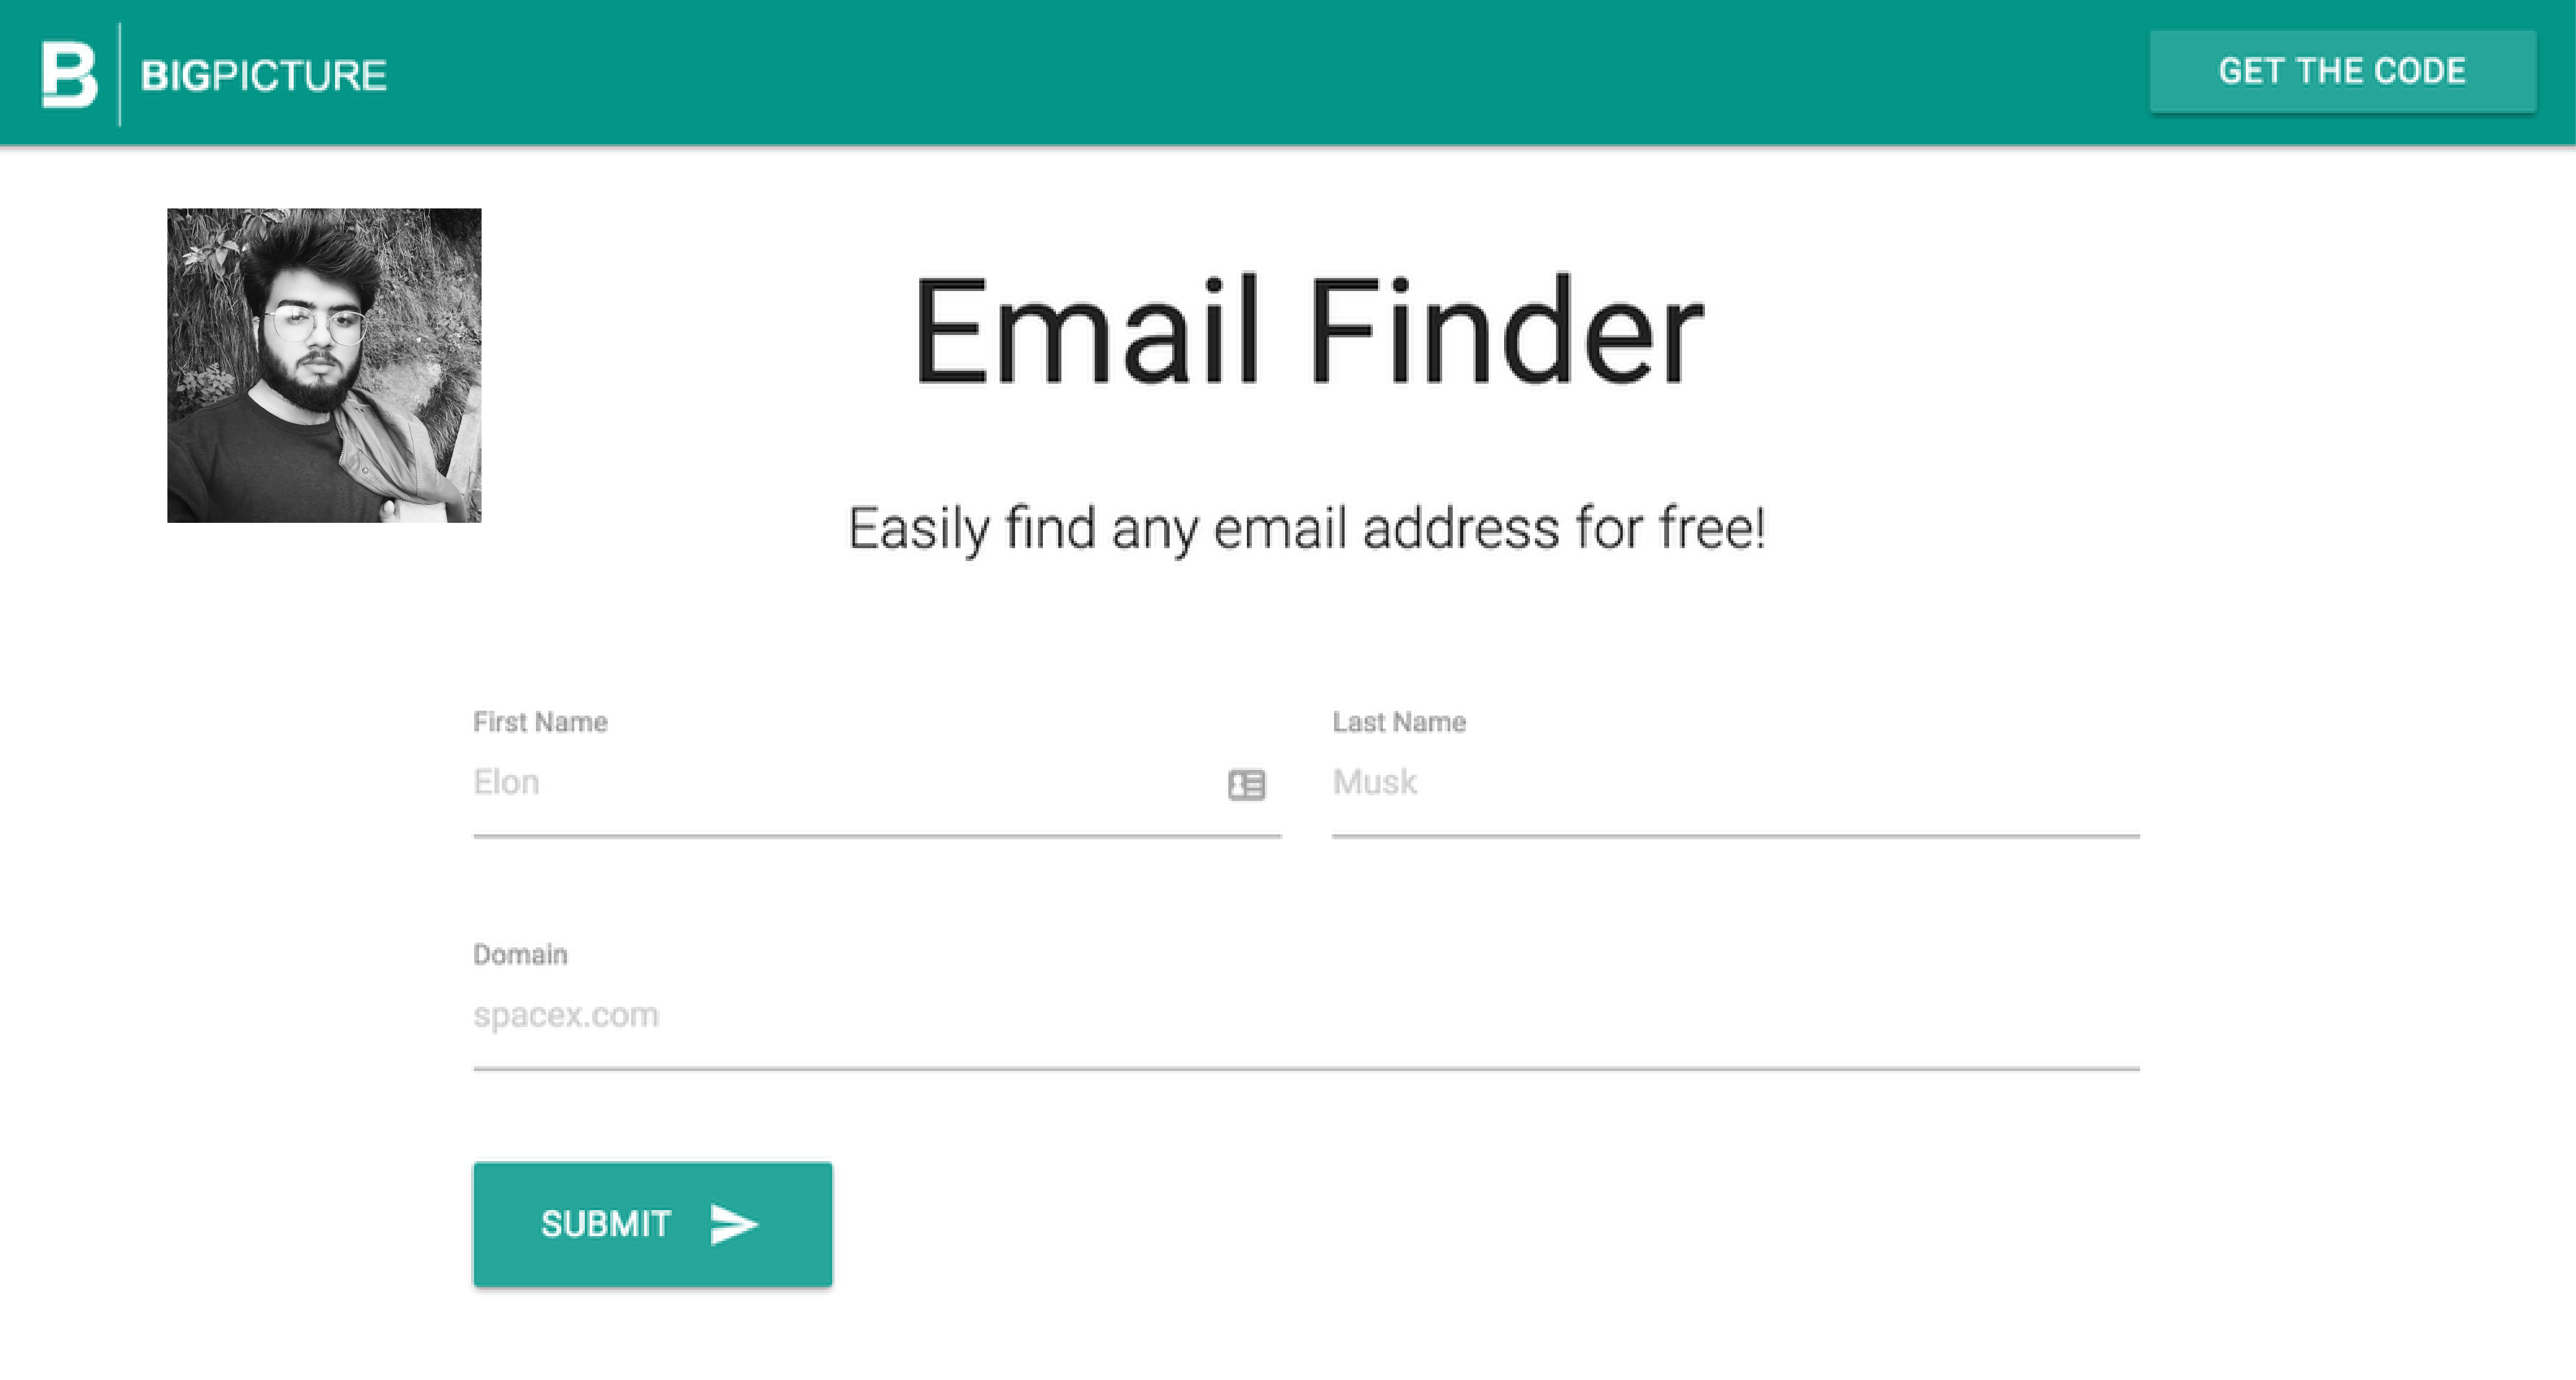 B BIGPICTURE
GET THE CODE
Email Finder
Easily find any email address for free!
First Name
Last Name
Elon
Musk
Domain
spacex.com
SUBMIT